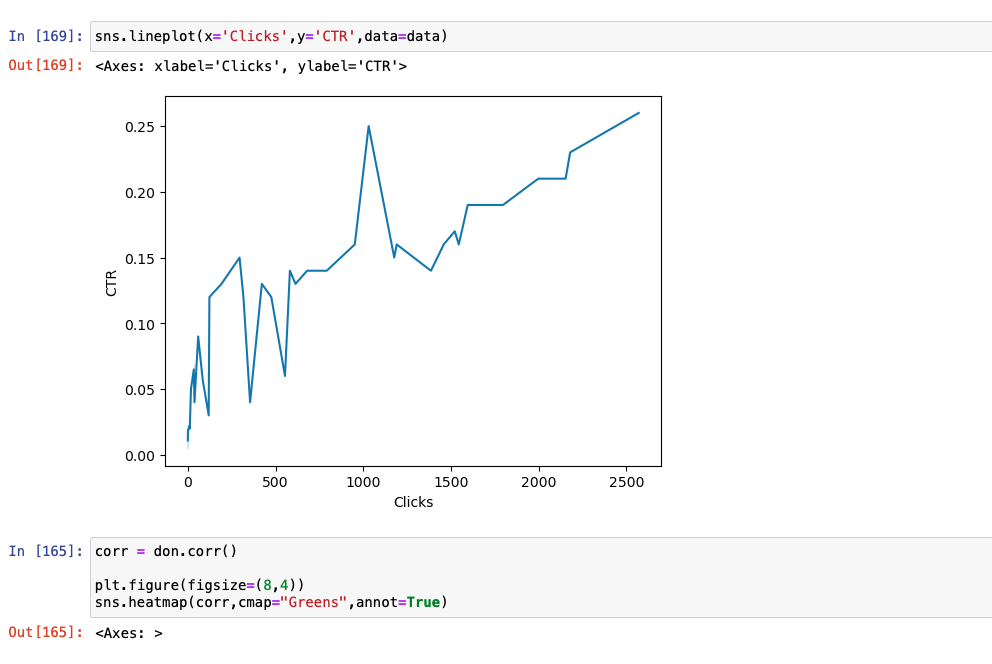 In [169]: sns.lineplot(x='Clicks',y='CTR',data=data)
Out[169]: <Axes: xlabel='Clicks', ylabel='CTR'>
0.25
0.20
0.15
0.10
0.05
0.00
CTR
0 500 1000 1500 2000 2500
Clicks
In [165]: corr = don.corr()
plt.figure(figsize=(8,4))
sns.heatmap(corr,cmap="Greens",annot=True)
Out[165]: <Axes: >